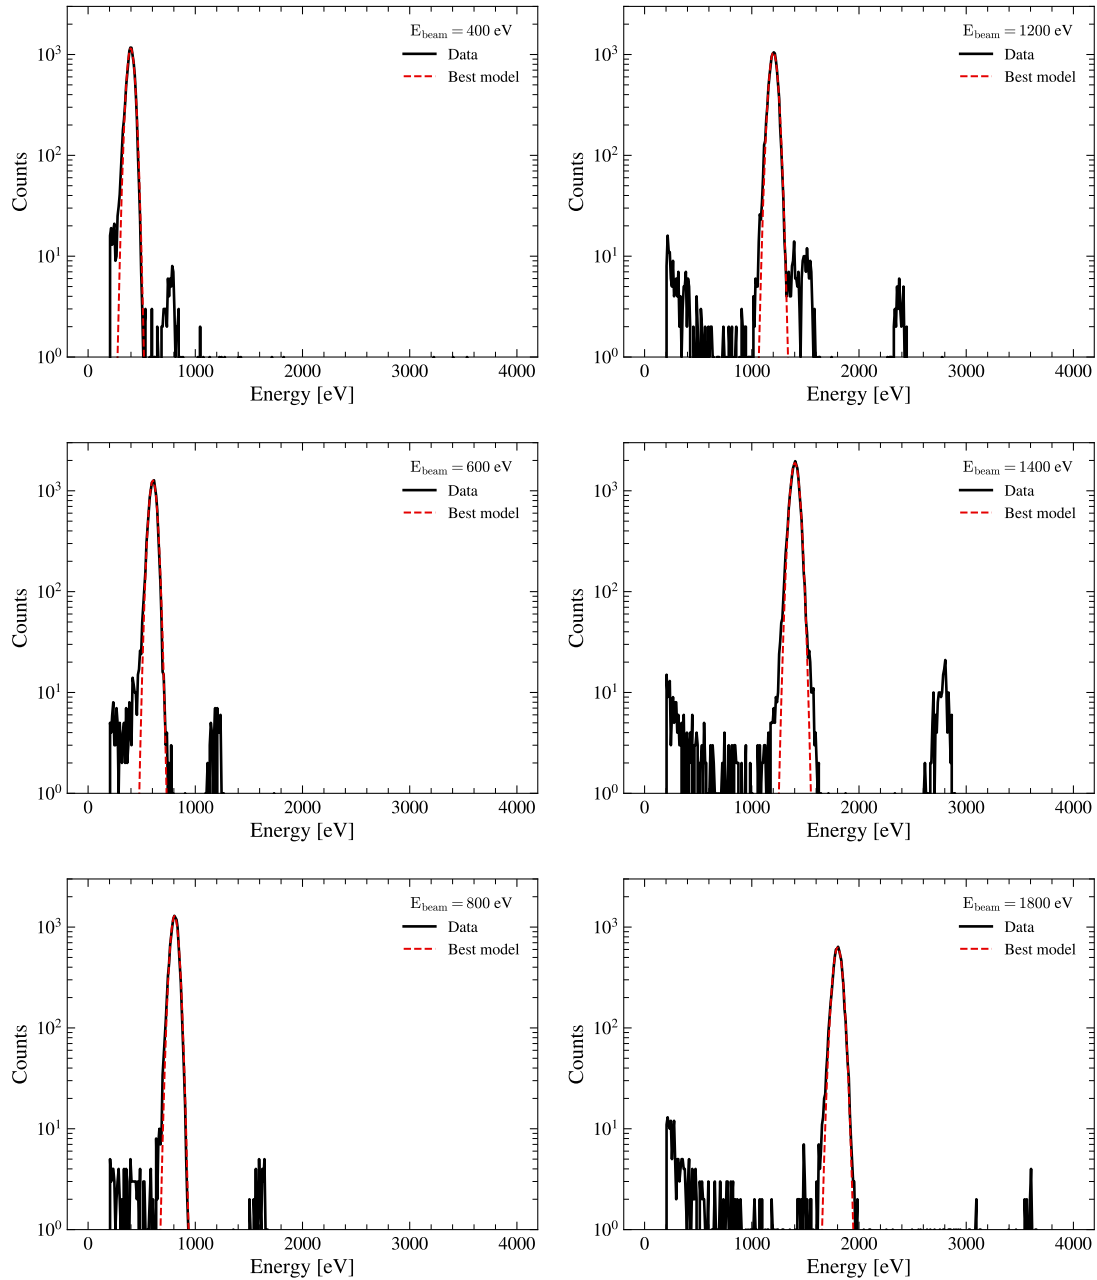 E_beam = 400 eV
Data
Best model
10^3
10^2
10^1
10^0
Counts
0 1000 2000 3000 4000
Energy [eV]
E_beam = 1200 eV
Data
Best model
10^3
10^2
10^1
10^0
Counts
0 1000 2000 3000 4000
Energy [eV]
E_beam = 600 eV
Data
Best model
10^3
10^2
10^1
10^0
Counts
0 1000 2000 3000 4000
Energy [eV]
E_beam = 1400 eV
Data
Best model
10^3
10^2
10^1
10^0
Counts
0 1000 2000 3000 4000
Energy [eV]
E_beam = 800 eV
Data
Best model
10^3
10^2
10^1
10^0
Counts
0 1000 2000 3000 4000
Energy [eV]
E_beam = 1800 eV
Data
Best model
10^3
10^2
10^1
10^0
Counts
0 1000 2000 3000 4000
Energy [eV]